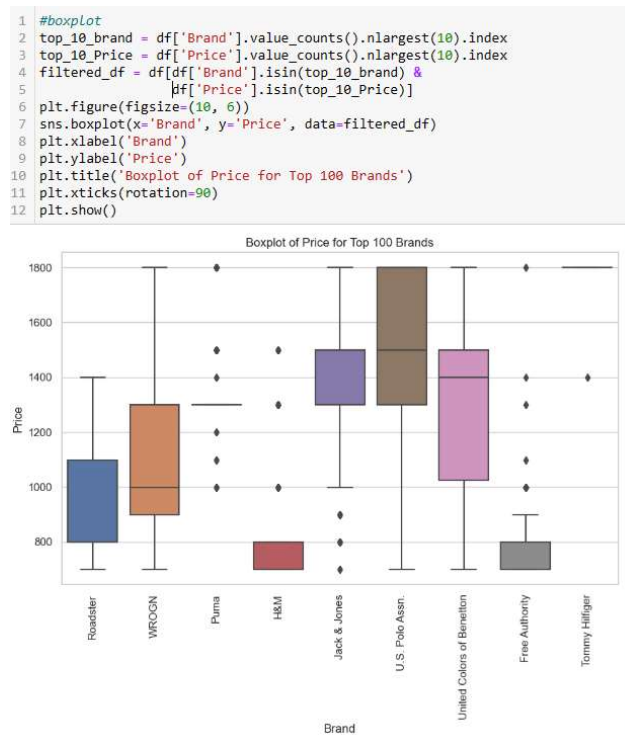 1 #boxplot
2 top_10_brand = df['Brand'].value_counts().nlargest(10).index
3 top_10_Price = df['Price'].value_counts().nlargest(10).index
4 filtered_df = df[df['Brand'].isin(top_10_brand) &
5 df['Price'].isin(top_10_Price)]
6 plt.figure(figsize=(10, 6))
7 sns.boxplot(x='Brand', y='Price', data=filtered_df)
8 plt.xlabel('Brand')
9 plt.ylabel('Price')
10 plt.title('Boxplot of Price for Top 100 Brands')
11 plt.xticks(rotation=90)
12 plt.show()
Boxplot of Price for Top 100 Brands
1800
1600
1400
1200
1000
800
Price
Roadster
WROGN
Puma
H&M
Jack & Jones
U.S. Polo Assn.
United Colors of Benetton
Free Authority
Tommy Hilfiger
Brand